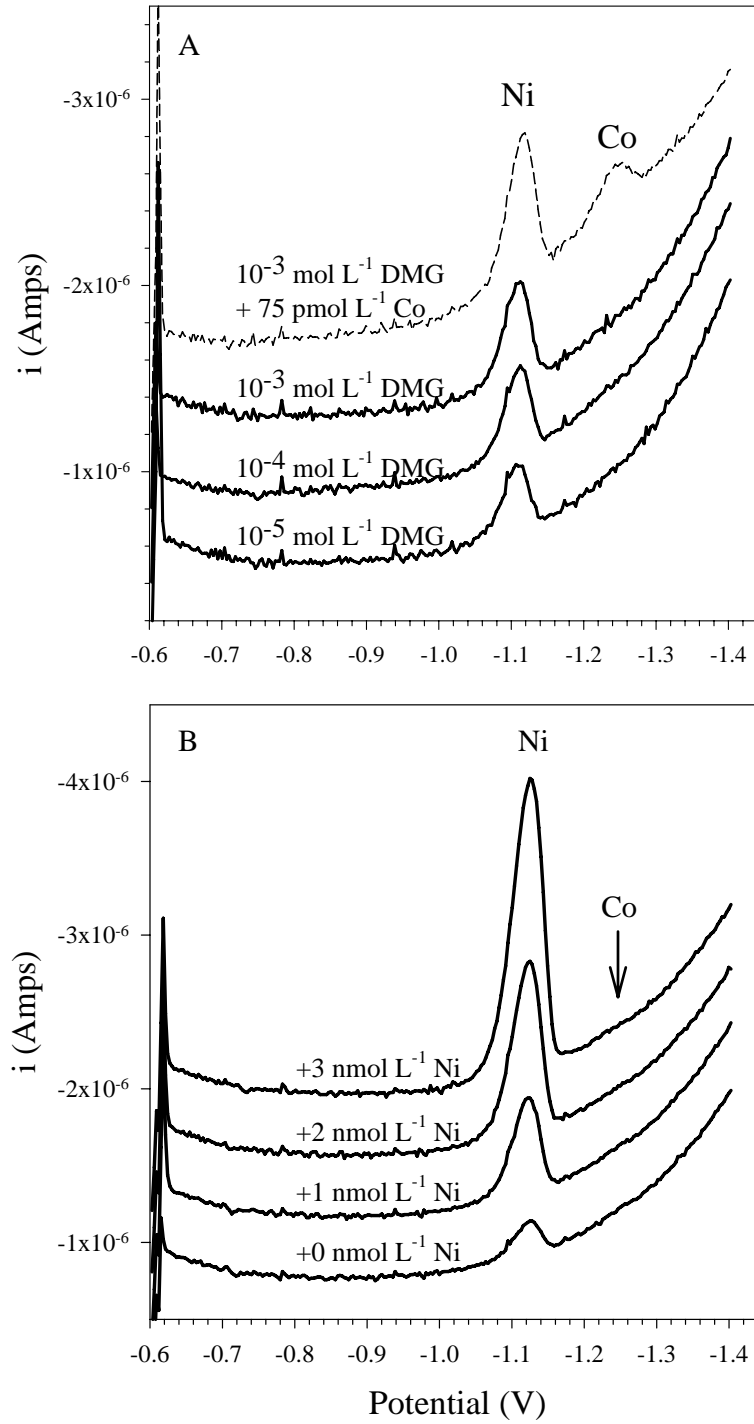 A
-3x10⁻⁶
Ni
Co
-2x10⁻⁶
10⁻³ mol L⁻¹ DMG
+ 75 pmol L⁻¹ Co
i (Amps)
10⁻³ mol L⁻¹ DMG
-1x10⁻⁶
10⁻⁴ mol L⁻¹ DMG
10⁻⁵ mol L⁻¹ DMG
-0.6 -0.7 -0.8 -0.9 -1.0 -1.1 -1.2 -1.3 -1.4
B
Ni
-4x10⁻⁶
Co
-3x10⁻⁶
i (Amps)
+3 nmol L⁻¹ Ni
-2x10⁻⁶
+2 nmol L⁻¹ Ni
+1 nmol L⁻¹ Ni
-1x10⁻⁶
+0 nmol L⁻¹ Ni
-0.6 -0.7 -0.8 -0.9 -1.0 -1.1 -1.2 -1.3 -1.4
Potential (V)